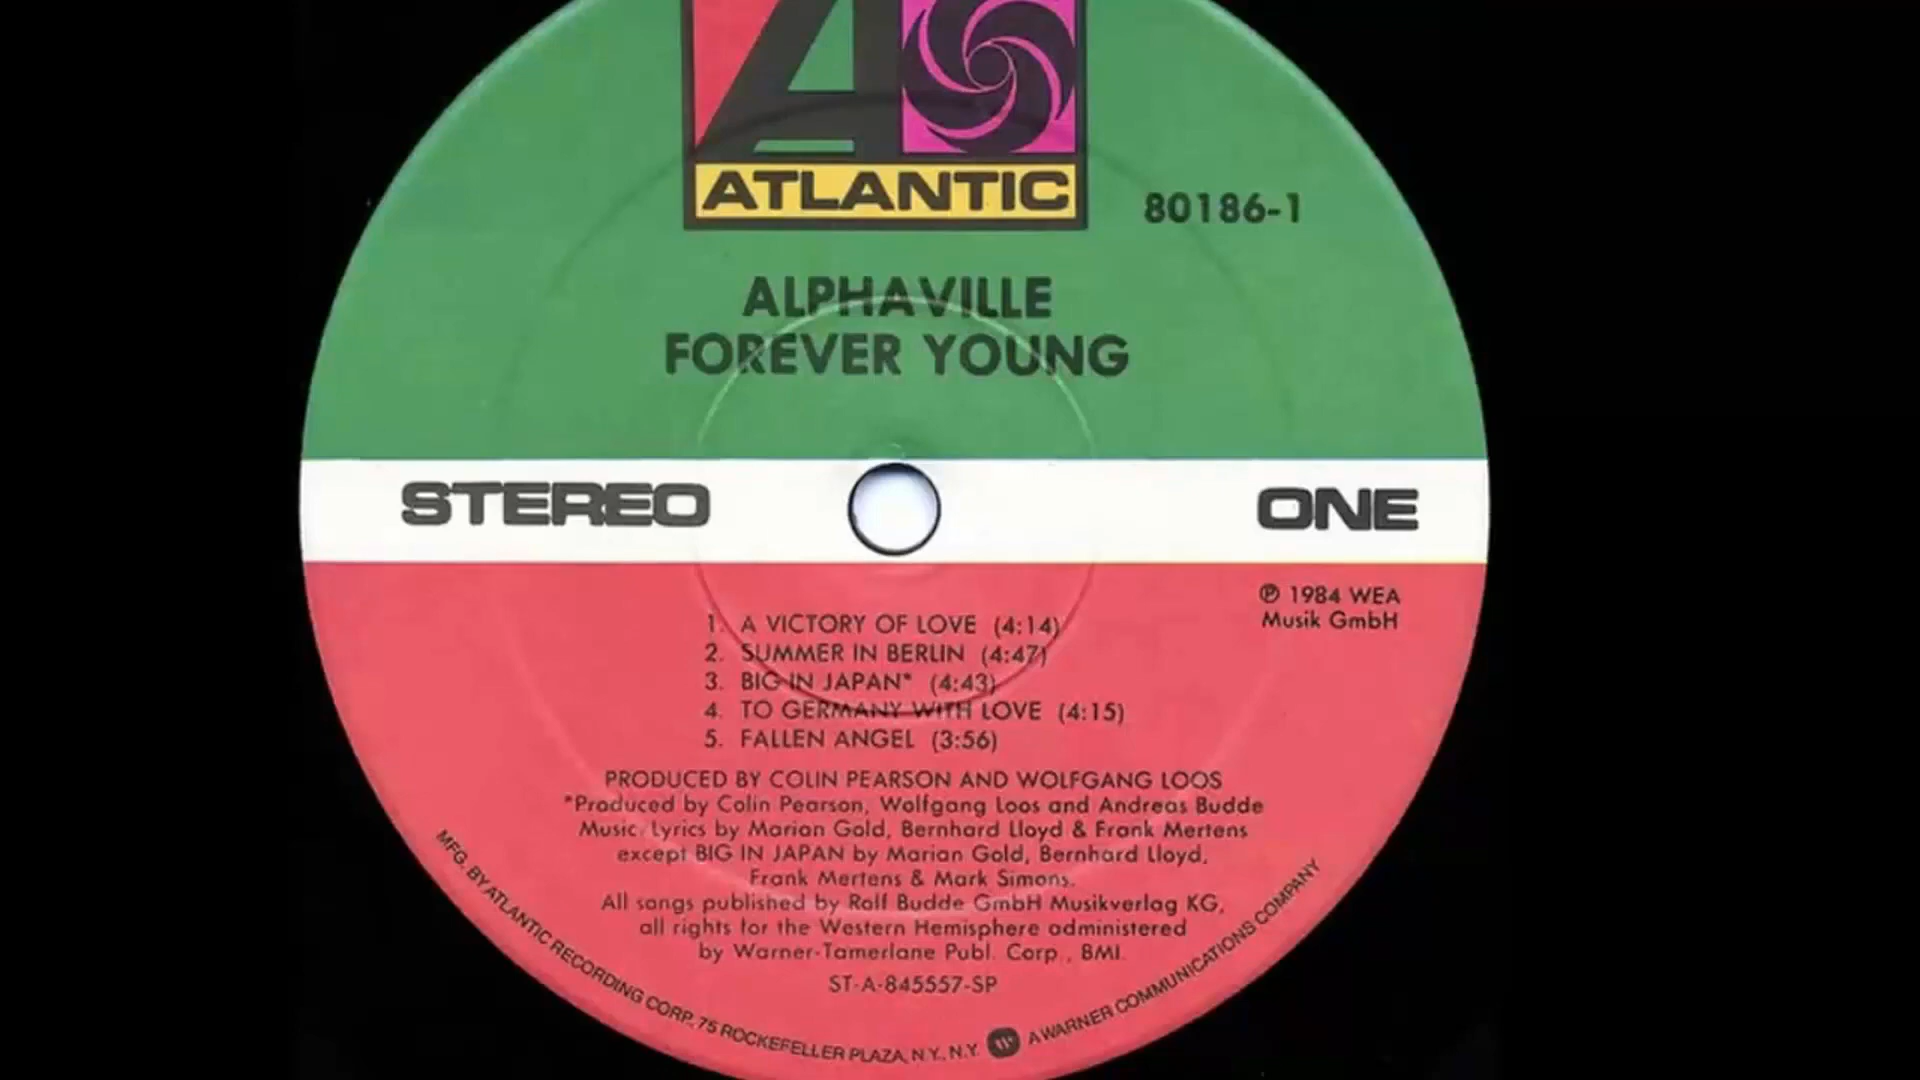 ATLANTIC
80186-1
ALPHAVILLE
FOREVER YOUNG
STEREO
ONE
℗ 1984 WEA
Musik GmbH
1. A VICTORY OF LOVE (4:14)
2. SUMMER IN BERLIN (4:47)
3. BIG IN JAPAN* (4:43)
4. TO GERMANY WITH LOVE (4:15)
5. FALLEN ANGEL (3:56)
PRODUCED BY COLIN PEARSON AND WOLFGANG LOOS
*Produced by Colin Pearson, Wolfgang Loos and Andreas Budde
Music/Lyrics by Marian Gold, Bernhard Lloyd & Frank Mertens
except BIG IN JAPAN by Marian Gold, Bernhard Lloyd,
Frank Mertens & Mark Simons.
All songs published by Rolf Budde GmbH Musikverlag KG,
all rights for the Western Hemisphere administered
by Warner-Tamerlane Publ. Corp., BMI.
ST-A-845557-SP
MFG. BY ATLANTIC RECORDING CORP. 75 ROCKEFELLER PLAZA, N.Y., N.Y. A WARNER COMMUNICATIONS COMPANY